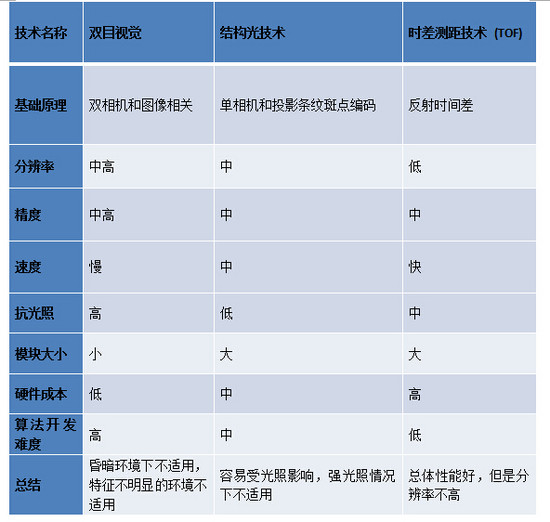 技术名称 双目视觉 结构光技术 时差测距技术 (TOF)
基础原理 双相机和图像相关 单相机和投影条纹斑点编码 反射时间差
分辨率 中高 中 低
精度 中高 中 中
速度 慢 中 快
抗光照 高 低 中
模块大小 小 大 大
硬件成本 低 中 高
算法开发
难度
高 中 低
总结
昏暗环境下不适用，
特征不明显的环境不
适用
容易受光照影响，强光照情况
下不适用
总体性能好，但是分
辨率不高